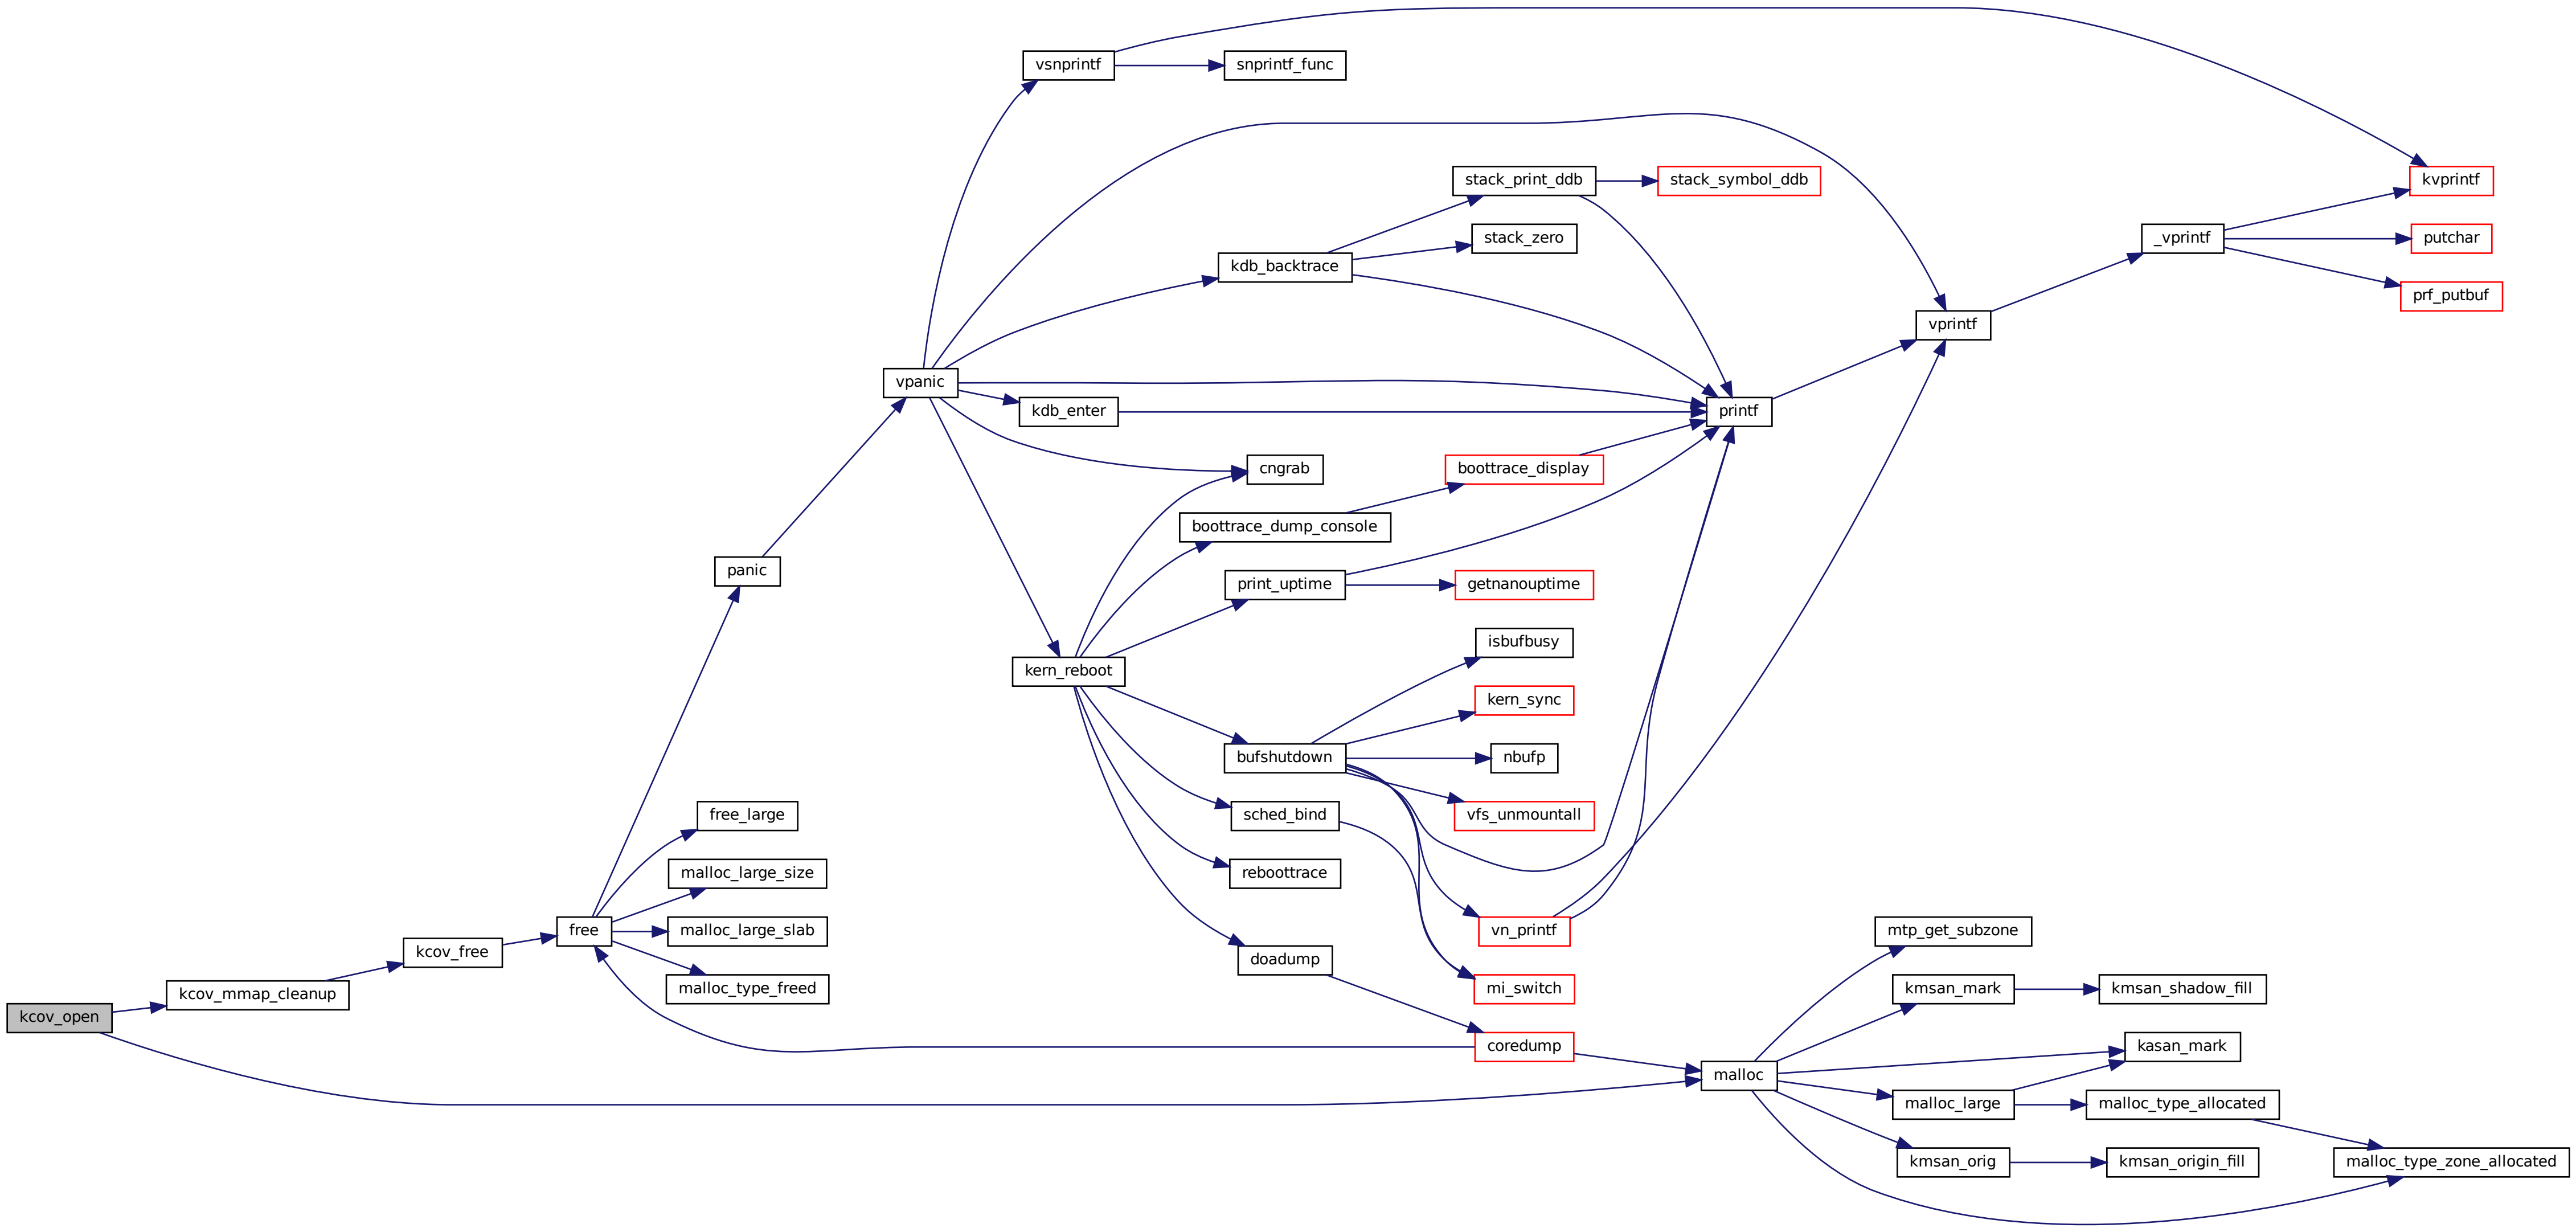 vsnprintf
snprintf_func
stack_print_ddb
stack_symbol_ddb
kvprintf
stack_zero
_vprintf
putchar
kdb_backtrace
prf_putbuf
vprintf
vpanic
kdb_enter
printf
cngrab
boottrace_display
boottrace_dump_console
panic
print_uptime
getnanouptime
isbufbusy
kern_reboot
kern_sync
bufshutdown
nbufp
free_large
sched_bind
vfs_unmountall
malloc_large_size
reboottrace
free
malloc_large_slab
vn_printf
mtp_get_subzone
kcov_free
doadump
kcov_mmap_cleanup
malloc_type_freed
mi_switch
kmsan_mark
kmsan_shadow_fill
kcov_open
coredump
kasan_mark
malloc
malloc_large
malloc_type_allocated
kmsan_orig
kmsan_origin_fill
malloc_type_zone_allocated